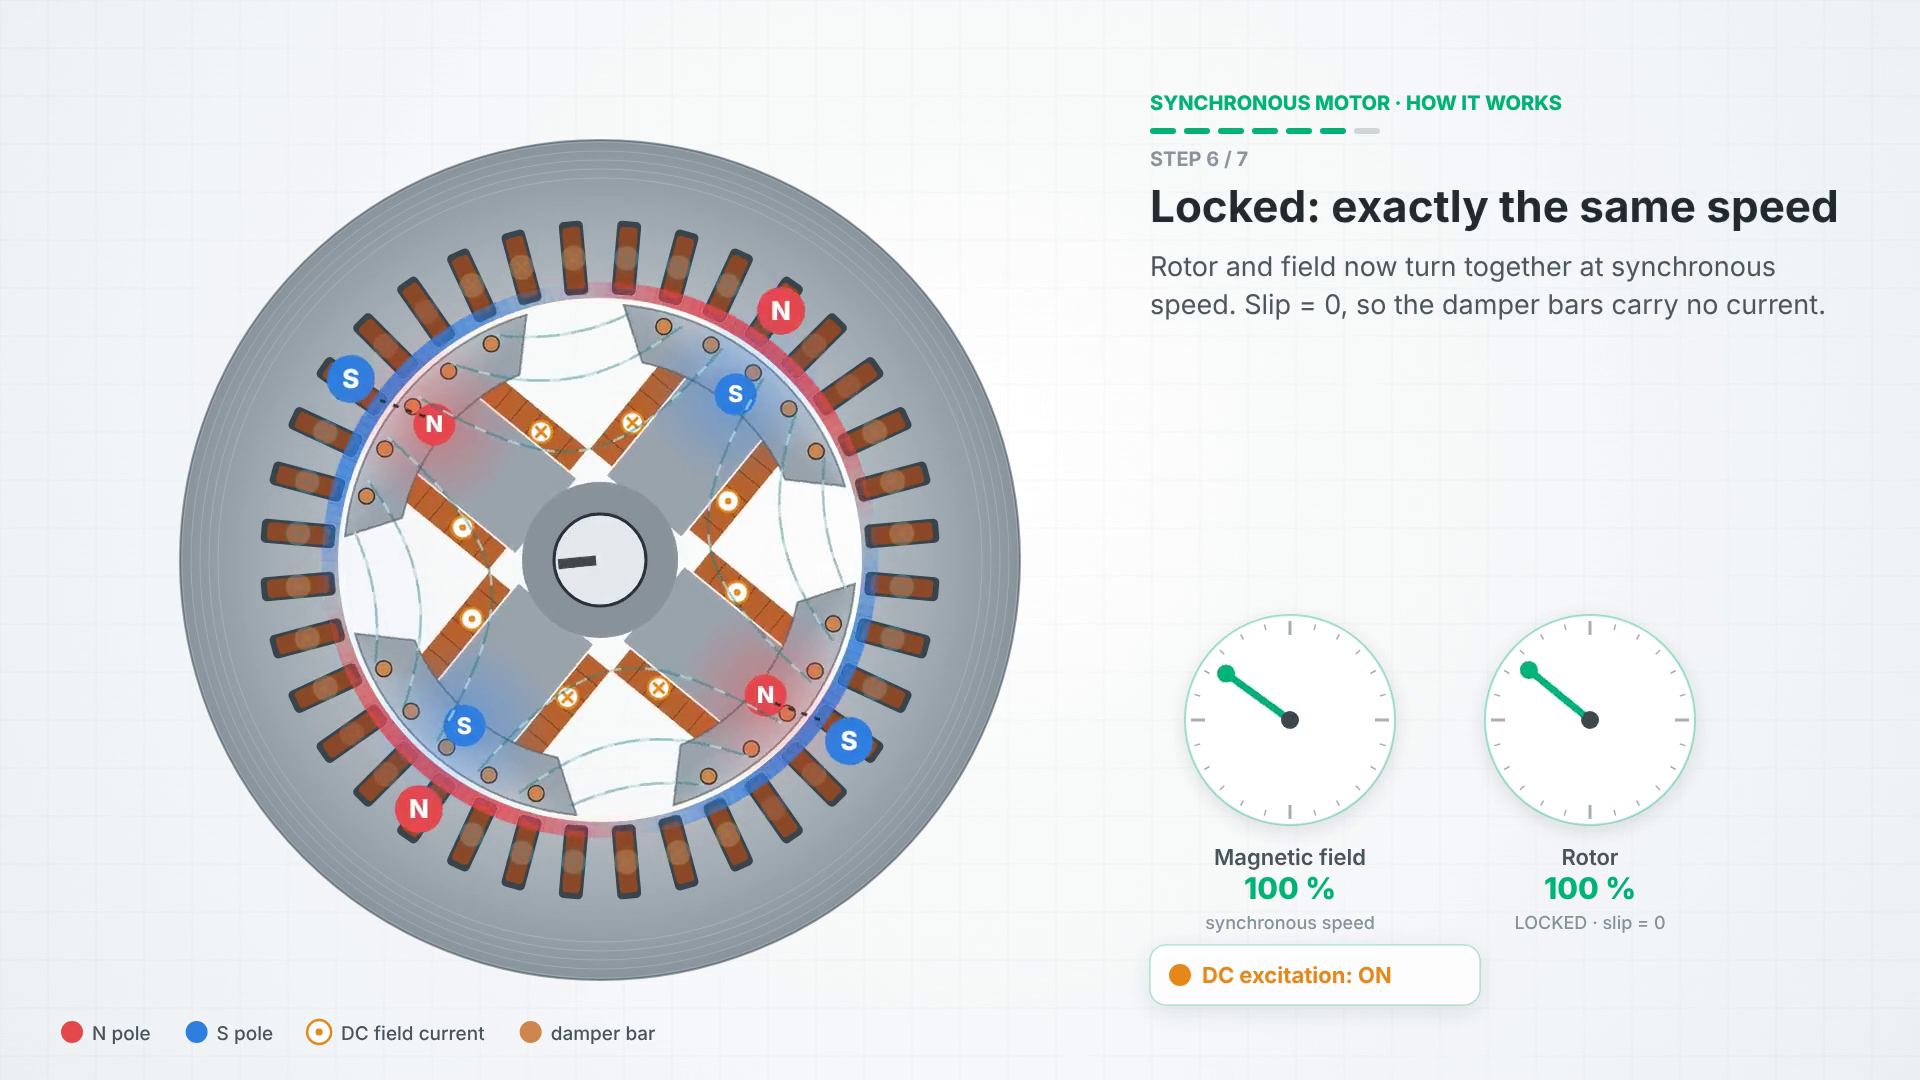 SYNCHRONOUS MOTOR · HOW IT WORKS
STEP 6 / 7
Locked: exactly the same speed
Rotor and field now turn together at synchronous
speed. Slip = 0, so the damper bars carry no current.
N
S
S
N
N
S
S
N
Magnetic field
100 %
synchronous speed
Rotor
100 %
LOCKED · slip = 0
DC excitation: ON
N pole
S pole
DC field current
damper bar